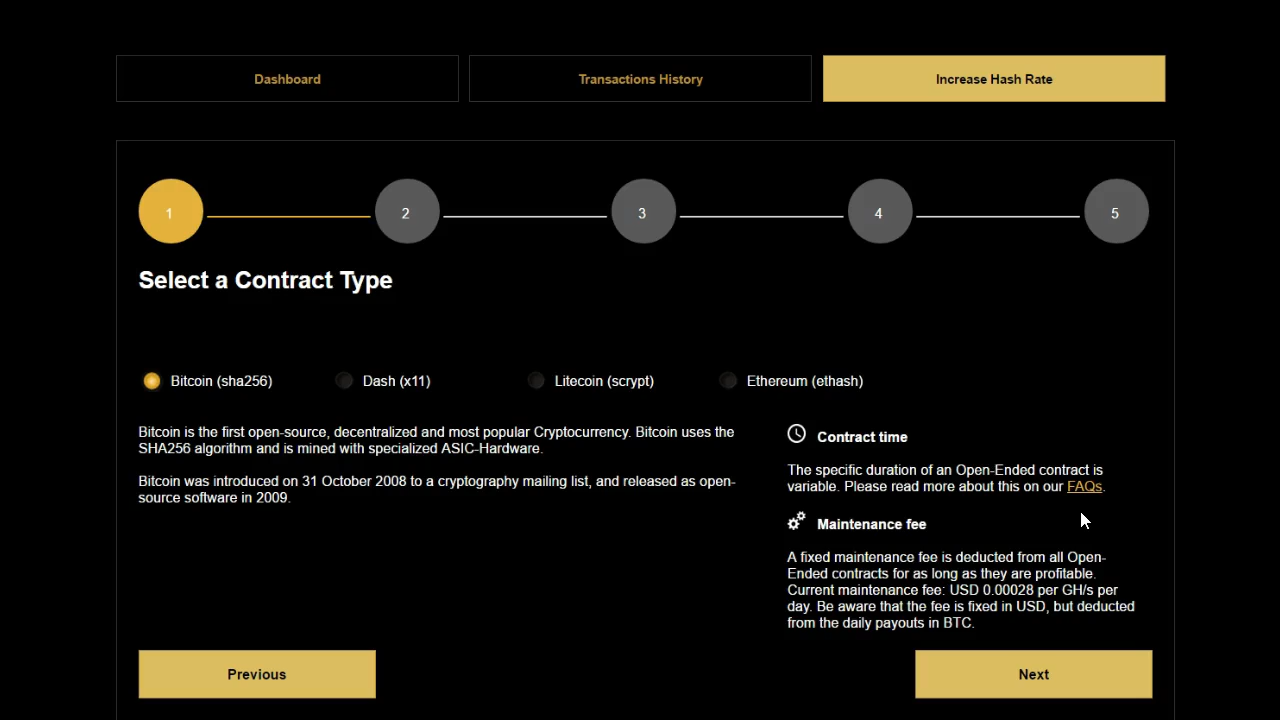 Dashboard
Transactions History
Increase Hash Rate
1
2
3
4
5
Select a Contract Type
Bitcoin (sha256)
Dash (x11)
Litecoin (scrypt)
Ethereum (ethash)
Bitcoin is the first open-source, decentralized and most popular Cryptocurrency. Bitcoin uses the
SHA256 algorithm and is mined with specialized ASIC-Hardware.
Bitcoin was introduced on 31 October 2008 to a cryptography mailing list, and released as open-
source software in 2009.
Contract time
The specific duration of an Open-Ended contract is
variable. Please read more about this on our FAQs.
Maintenance fee
A fixed maintenance fee is deducted from all Open-
Ended contracts for as long as they are profitable.
Current maintenance fee: USD 0.00028 per GH/s per
day. Be aware that the fee is fixed in USD, but deducted
from the daily payouts in BTC.
Previous
Next